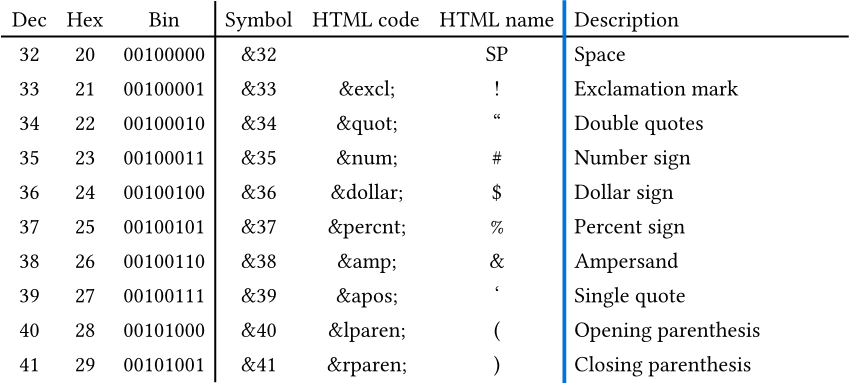 Dec Hex Bin Symbol HTML code HTML name Description
32 20 00100000 &32 SP Space
33 21 00100001 &33 &excl; ! Exclamation mark
34 22 00100010 &34 &quot; “ Double quotes
35 23 00100011 &35 &num; # Number sign
36 24 00100100 &36 &dollar; $ Dollar sign
37 25 00100101 &37 &percnt; % Percent sign
38 26 00100110 &38 &amp; & Ampersand
39 27 00100111 &39 &apos; ‘ Single quote
40 28 00101000 &40 &lparen; ( Opening parenthesis
41 29 00101001 &41 &rparen; ) Closing parenthesis